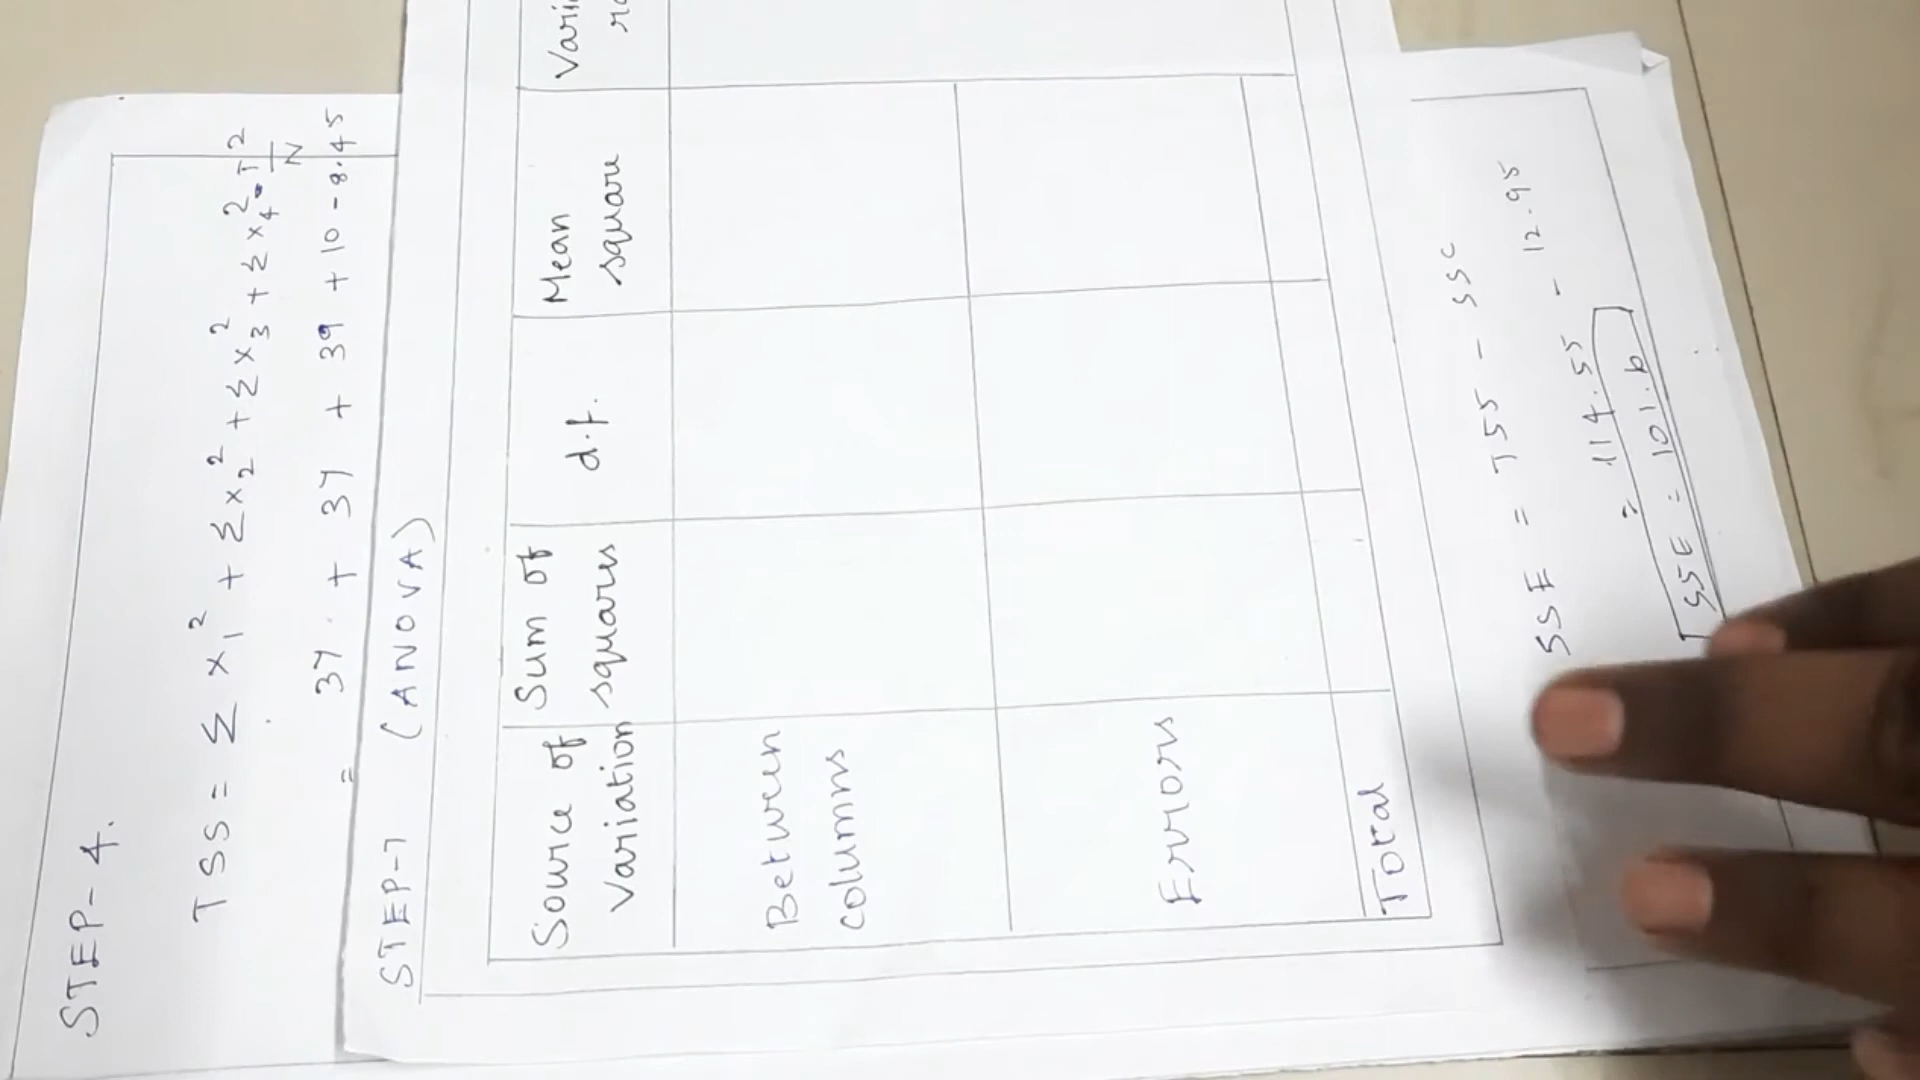 STEP-4.
TSS = Σ x₁² + Σx₂² + Σx₃² + Σx₄² - T²/N
= 37 + 37 + 39 + 10 - 8.45
STEP-7 (ANOVA)
Source of variation Sum of squares d.f. Mean square
Between columns
Errors
Total
SSE = TSS - SSC
= 114.55 - 12.95
SSE = 101.6